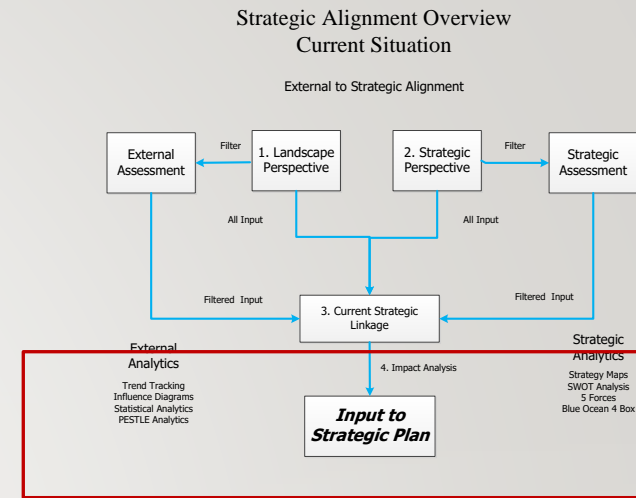 Strategic Alignment Overview
Current Situation
External to Strategic Alignment
External
Assessment
Filter
1. Landscape
Perspective
2. Strategic
Perspective
Filter
Strategic
Assessment
All Input
All Input
Filtered Input
Filtered Input
3. Current Strategic
Linkage
External
Analytics
Trend Tracking
Influence Diagrams
Statistical Analytics
PESTLE Analytics
4. Impact Analysis
Input to
Strategic Plan
Strategic
Analytics
Strategy Maps
SWOT Analysis
5 Forces
Blue Ocean 4 Box